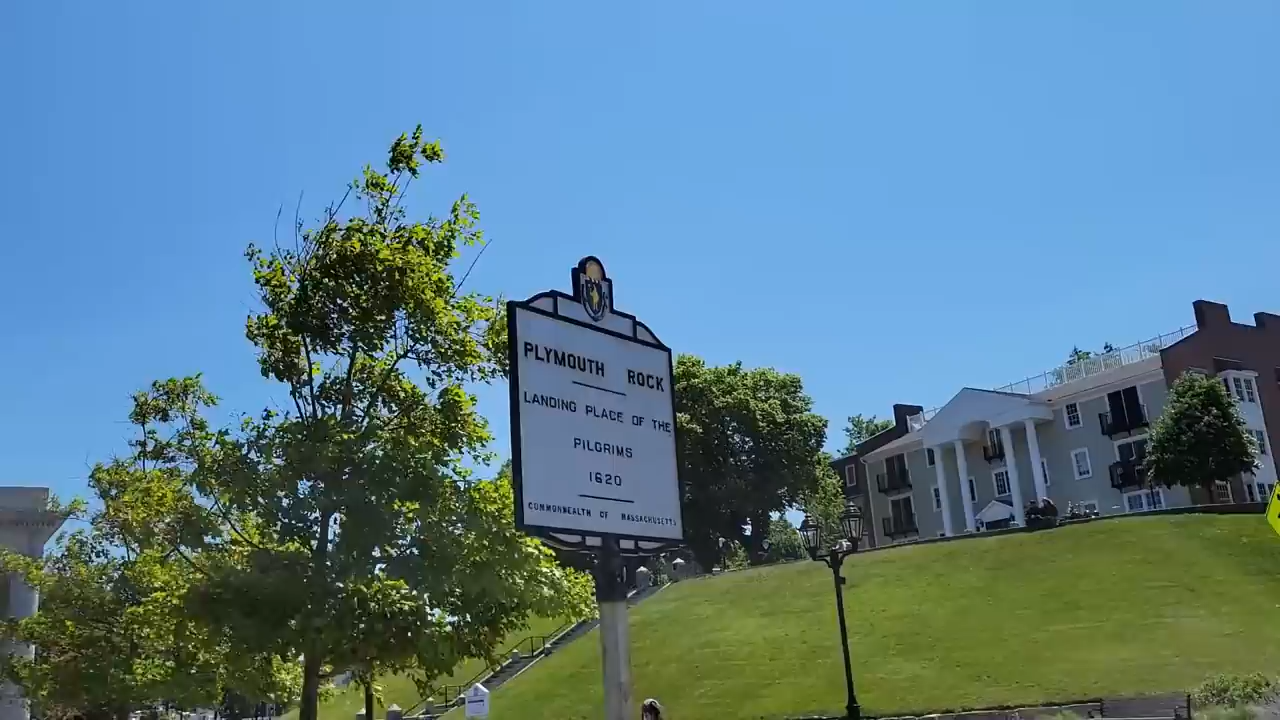 PLYMOUTH ROCK
LANDING PLACE OF THE
PILGRIMS
1620
COMMONWEALTH OF MASSACHUSETTS